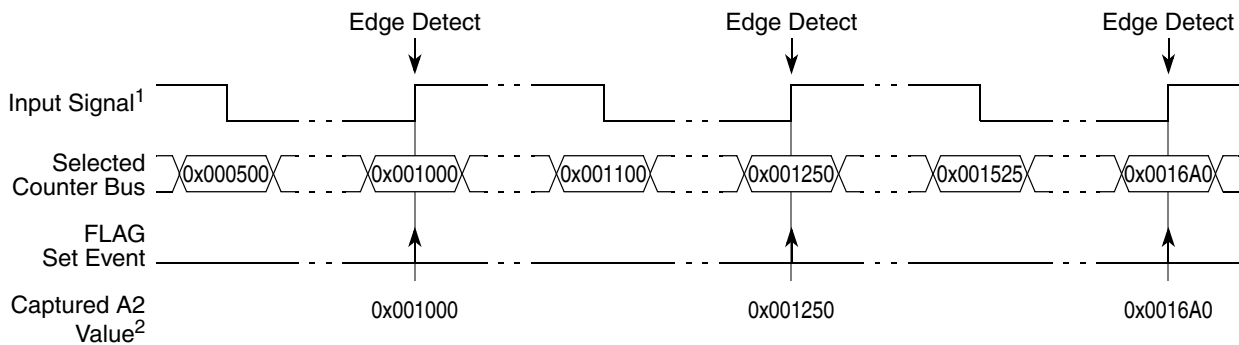 Edge Detect Edge Detect Edge Detect
Input Signal1
Selected
Counter Bus
0x000500 0x001000 0x001100 0x001250 0x001525 0x0016A0
FLAG
Set Event
Captured A2
Value2
0x001000 0x001250 0x0016A0